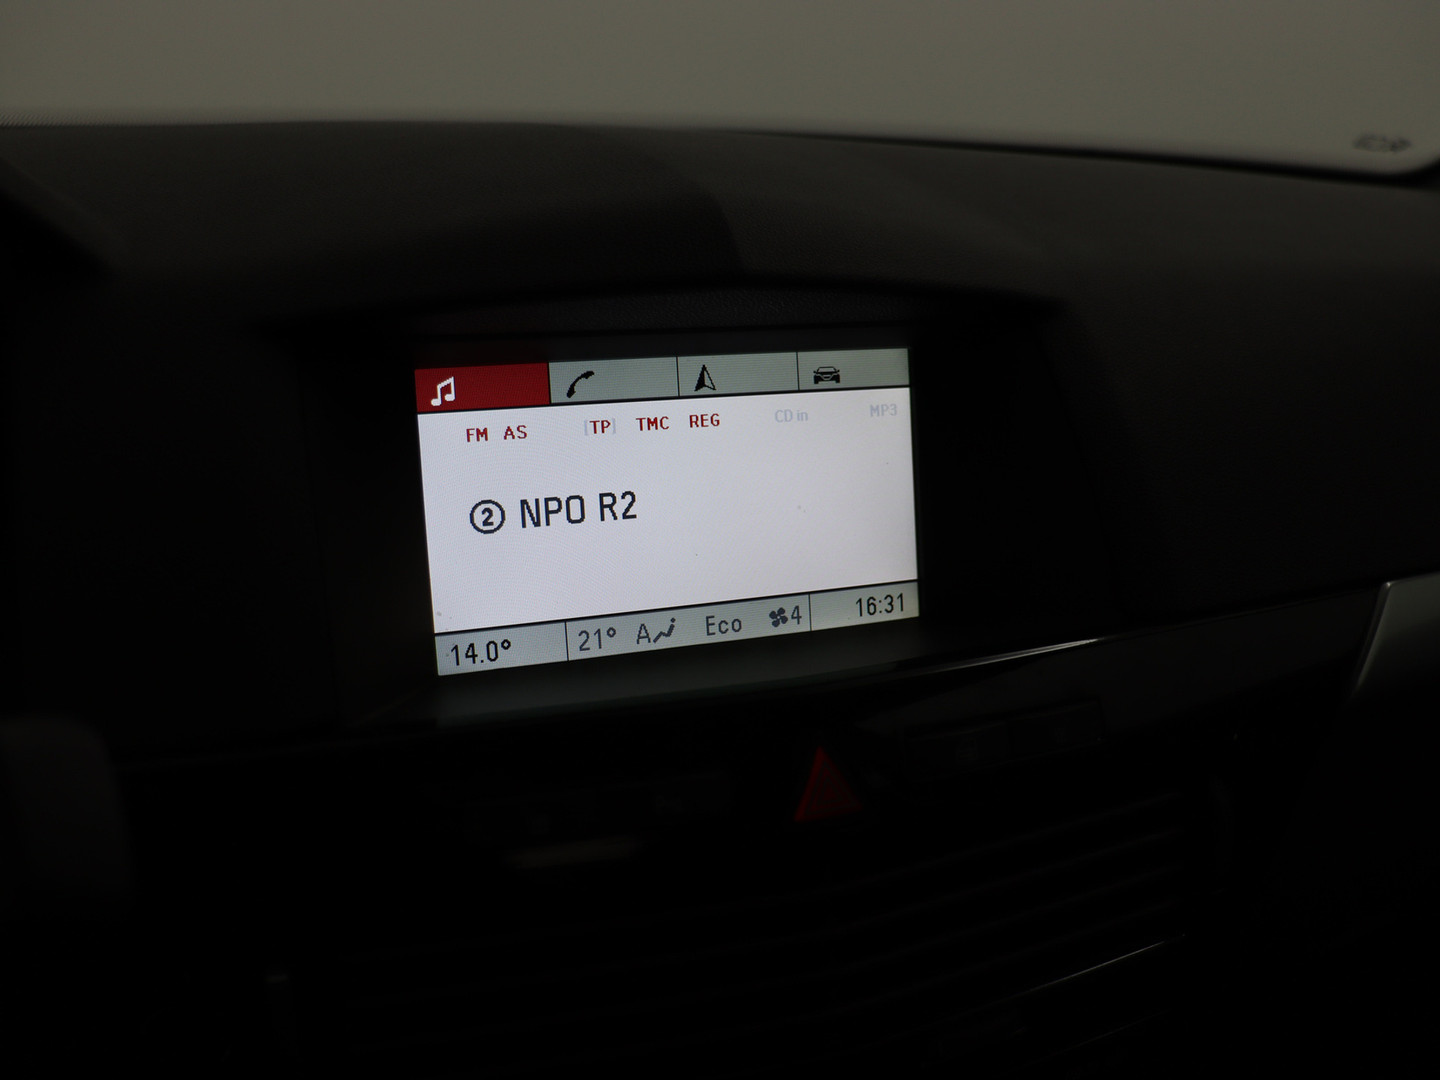 FM AS [TP] TMC REG CD in MP3
② NPO R2
14.0° 21° A Eco 4 16:31